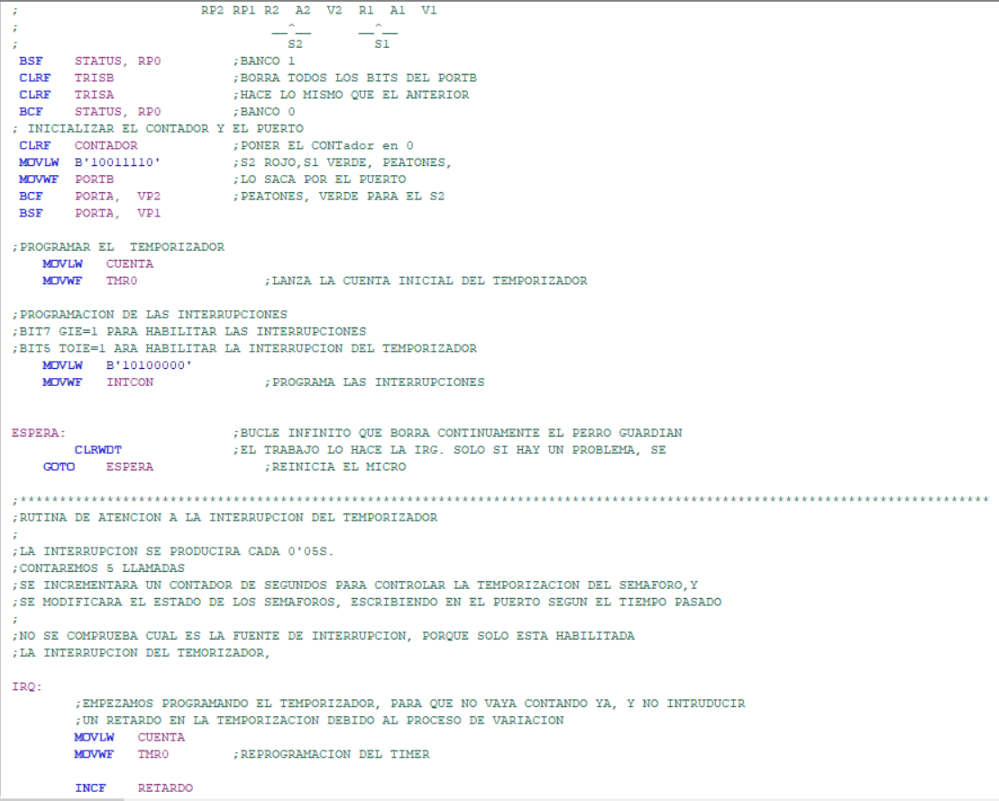 ;                       RP2 RP1 R2  A2  V2  R1  A1  V1
;                                __^__      __^__
;                                  S2         S1
 BSF    STATUS, RP0         ;BANCO 1
 CLRF   TRISB               ;BORRA TODOS LOS BITS DEL PORTB
 CLRF   TRISA               ;HACE LO MISMO QUE EL ANTERIOR
 BCF    STATUS, RP0         ;BANCO 0
; INICIALIZAR EL CONTADOR Y EL PUERTO
 CLRF   CONTADOR            ;PONER EL CONTador en 0
 MOVLW  B'10011110'         ;S2 ROJO,S1 VERDE, PEATONES,
 MOVWF  PORTB               ;LO SACA POR EL PUERTO
 BCF    PORTA,  VP2         ;PEATONES, VERDE PARA EL S2
 BSF    PORTA,  VP1
;PROGRAMAR EL  TEMPORIZADOR
    MOVLW   CUENTA
    MOVWF   TMR0                ;LANZA LA CUENTA INICIAL DEL TEMPORIZADOR
;PROGRAMACION DE LAS INTERRUPCIONES
;BIT7 GIE=1 PARA HABILITAR LAS INTERRUPCIONES
;BIT5 TOIE=1 ARA HABILITAR LA INTERRUPCION DEL TEMPORIZADOR
    MOVLW   B'10100000'
    MOVWF   INTCON              ;PROGRAMA LAS INTERRUPCIONES
ESPERA:                     ;BUCLE INFINITO QUE BORRA CONTINUAMENTE EL PERRO GUARDIAN
        CLRWDT              ;EL TRABAJO LO HACE LA IRG. SOLO SI HAY UN PROBLEMA, SE
    GOTO    ESPERA              ;REINICIA EL MICRO
;***************************************************************************************************************************
;RUTINA DE ATENCION A LA INTERRUPCION DEL TEMPORIZADOR
;
;LA INTERRUPCION SE PRODUCIRA CADA 0'05S.
;CONTAREMOS 5 LLAMADAS
;SE INCREMENTARA UN CONTADOR DE SEGUNDOS PARA CONTROLAR LA TEMPORIZACION DEL SEMAFORO,Y
;SE MODIFICARA EL ESTADO DE LOS SEMAFOROS, ESCRIBIENDO EN EL PUERTO SEGUN EL TIEMPO PASADO
;
;NO SE COMPRUEBA CUAL ES LA FUENTE DE INTERRUPCION, PORQUE SOLO ESTA HABILITADA
;LA INTERRUPCION DEL TEMORIZADOR,
IRQ:
        ;EMPEZAMOS PROGRAMANDO EL TEMPORIZADOR, PARA QUE NO VAYA CONTANDO YA, Y NO INTRUDUCIR
        ;UN RETARDO EN LA TEMPORIZACION DEBIDO AL PROCESO DE VARIACION
        MOVLW   CUENTA
        MOVWF   TMR0        ;REPROGRAMACION DEL TIMER
        INCF    RETARDO